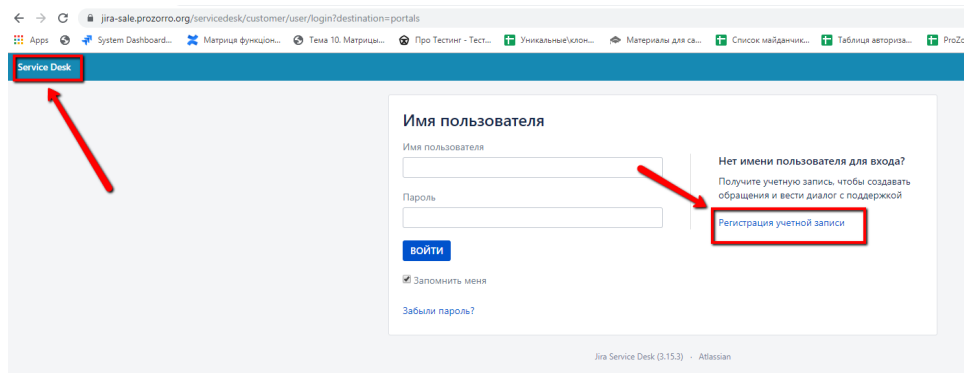 jira-sale.prozorro.org/servicedesk/customer/user/login?destination=portals
Apps System Dashboard... Матриця функціон... Тема 10. Матрицы... Про Тестинг - Тест... Уникальные\клон... Материалы для са... Список майданчик... Таблиця авториза... ProZo
Service Desk
Имя пользователя
Имя пользователя
Нет имени пользователя для входа?
Получите учетную запись, чтобы создавать
обращения и вести диалог с поддержкой
Пароль
Регистрация учетной записи
ВОЙТИ
Запомнить меня
Забыли пароль?
Jira Service Desk (3.15.3) · Atlassian